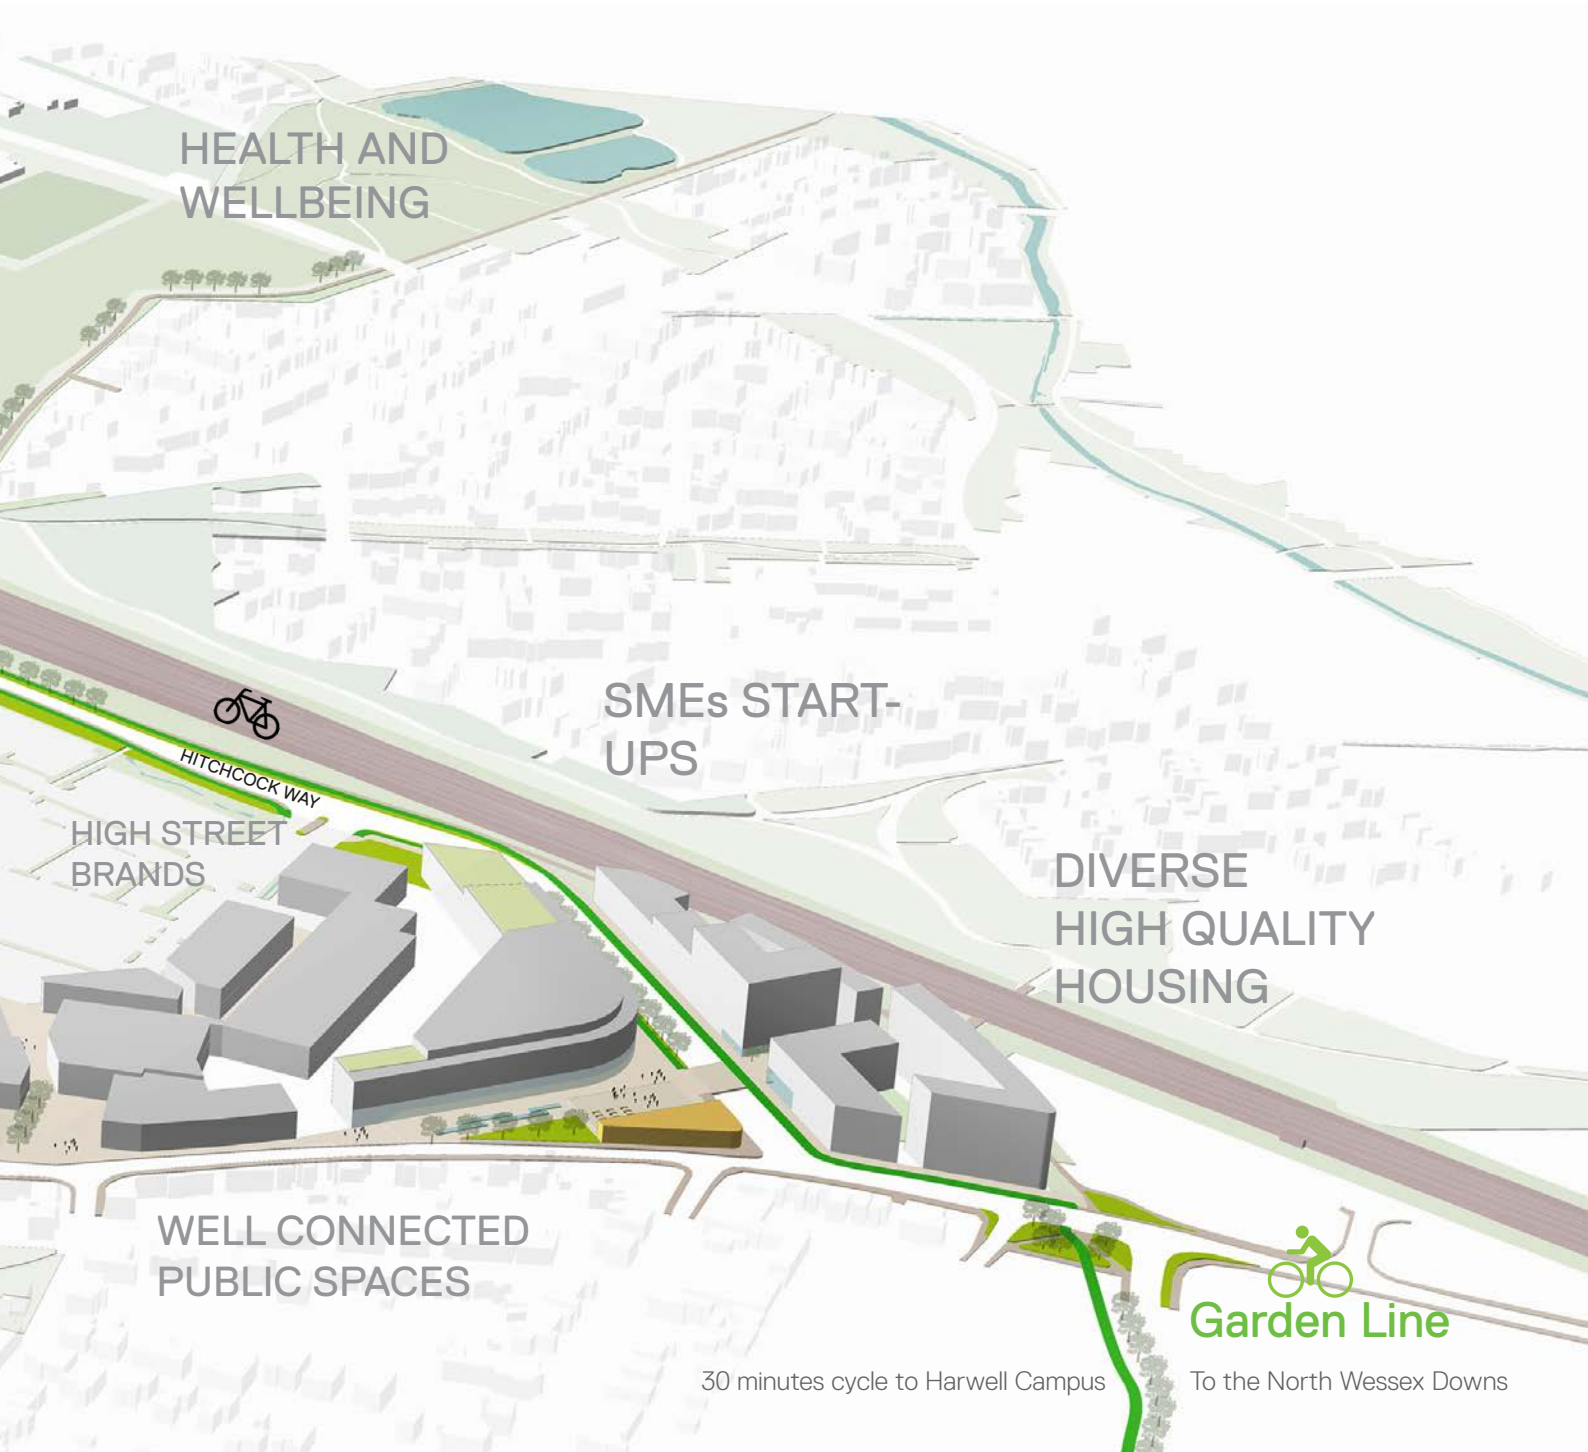 HEALTH AND
WELLBEING
SMEs START-
UPS
HITCHCOCK WAY
HIGH STREET
BRANDS
DIVERSE
HIGH QUALITY
HOUSING
WELL CONNECTED
PUBLIC SPACES
Garden Line
30 minutes cycle to Harwell Campus
To the North Wessex Downs